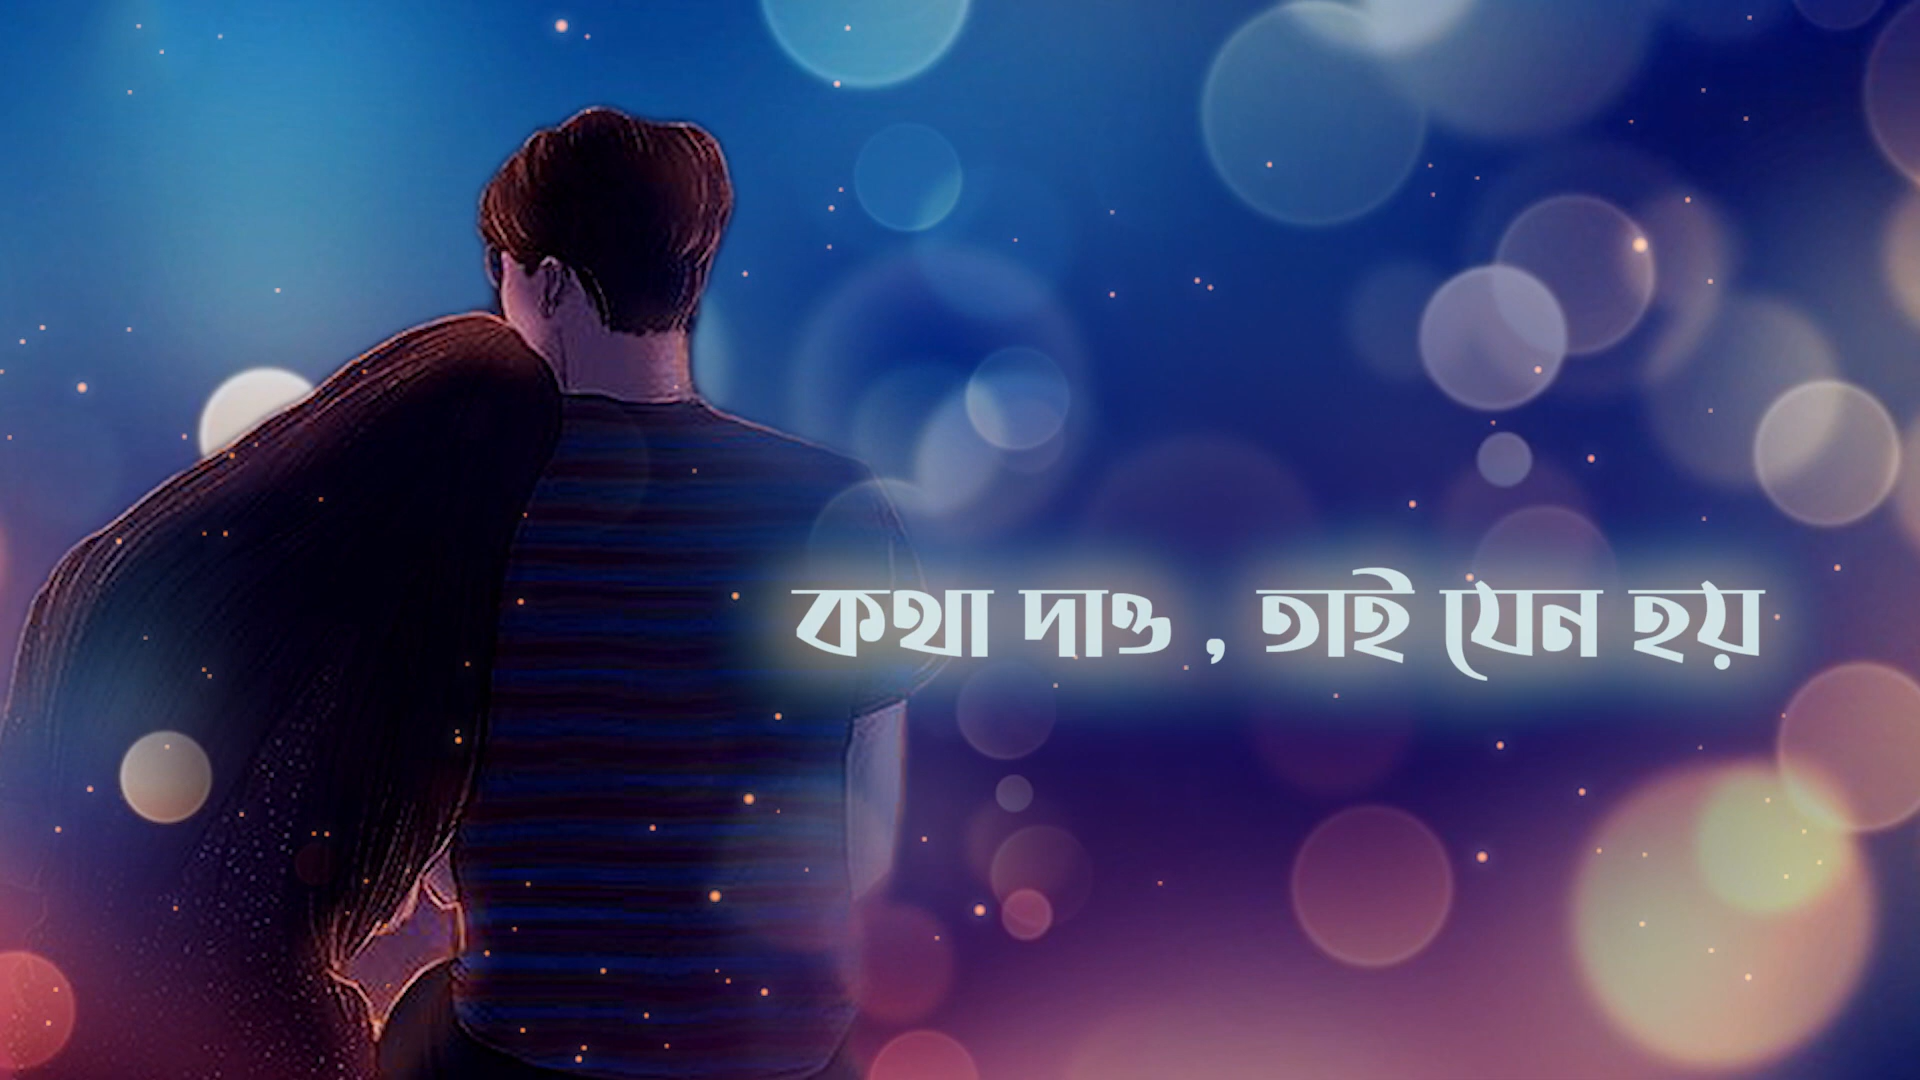 কথা দাও , তাই যেন হয়